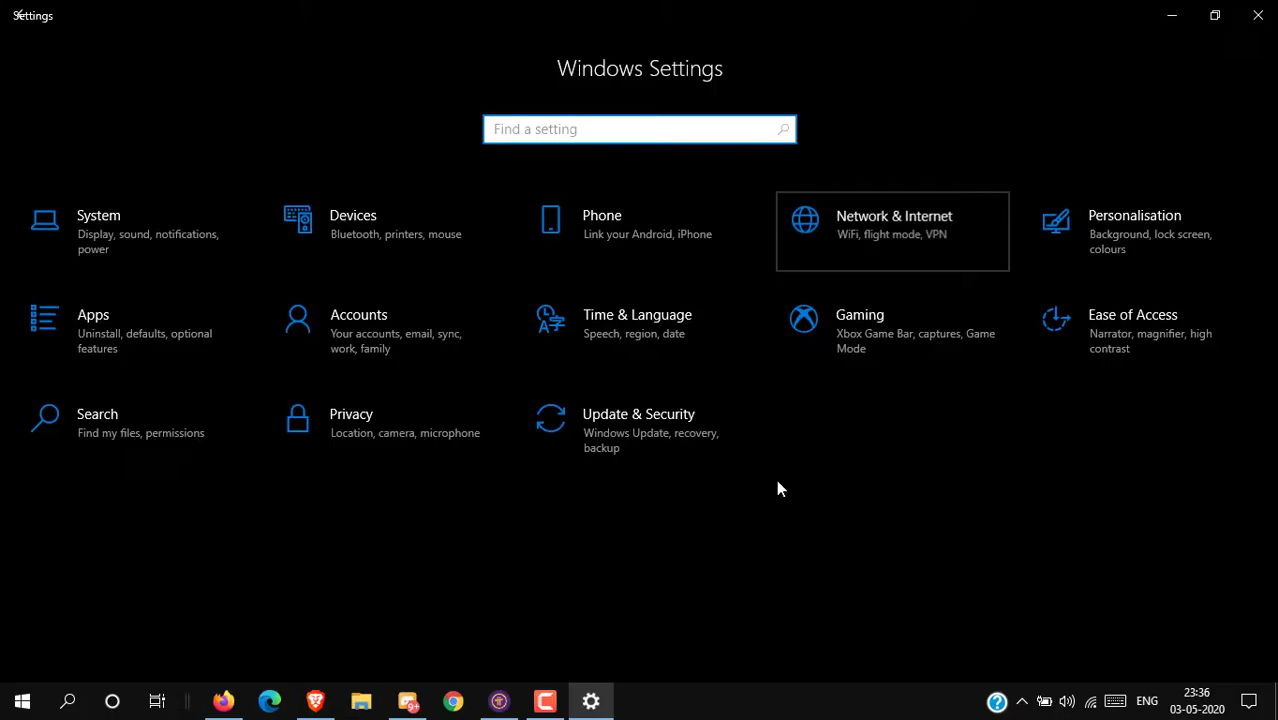 Settings
Windows Settings
Find a setting
System
Display, sound, notifications,
power
Devices
Bluetooth, printers, mouse
Phone
Link your Android, iPhone
Network & Internet
WiFi, flight mode, VPN
Personalisation
Background, lock screen,
colours
Apps
Uninstall, defaults, optional
features
Accounts
Your accounts, email, sync,
work, family
Time & Language
Speech, region, date
Gaming
Xbox Game Bar, captures, Game
Mode
Ease of Access
Narrator, magnifier, high
contrast
Search
Find my files, permissions
Privacy
Location, camera, microphone
Update & Security
Windows Update, recovery,
backup
9+
ENG
23:36
03-05-2020